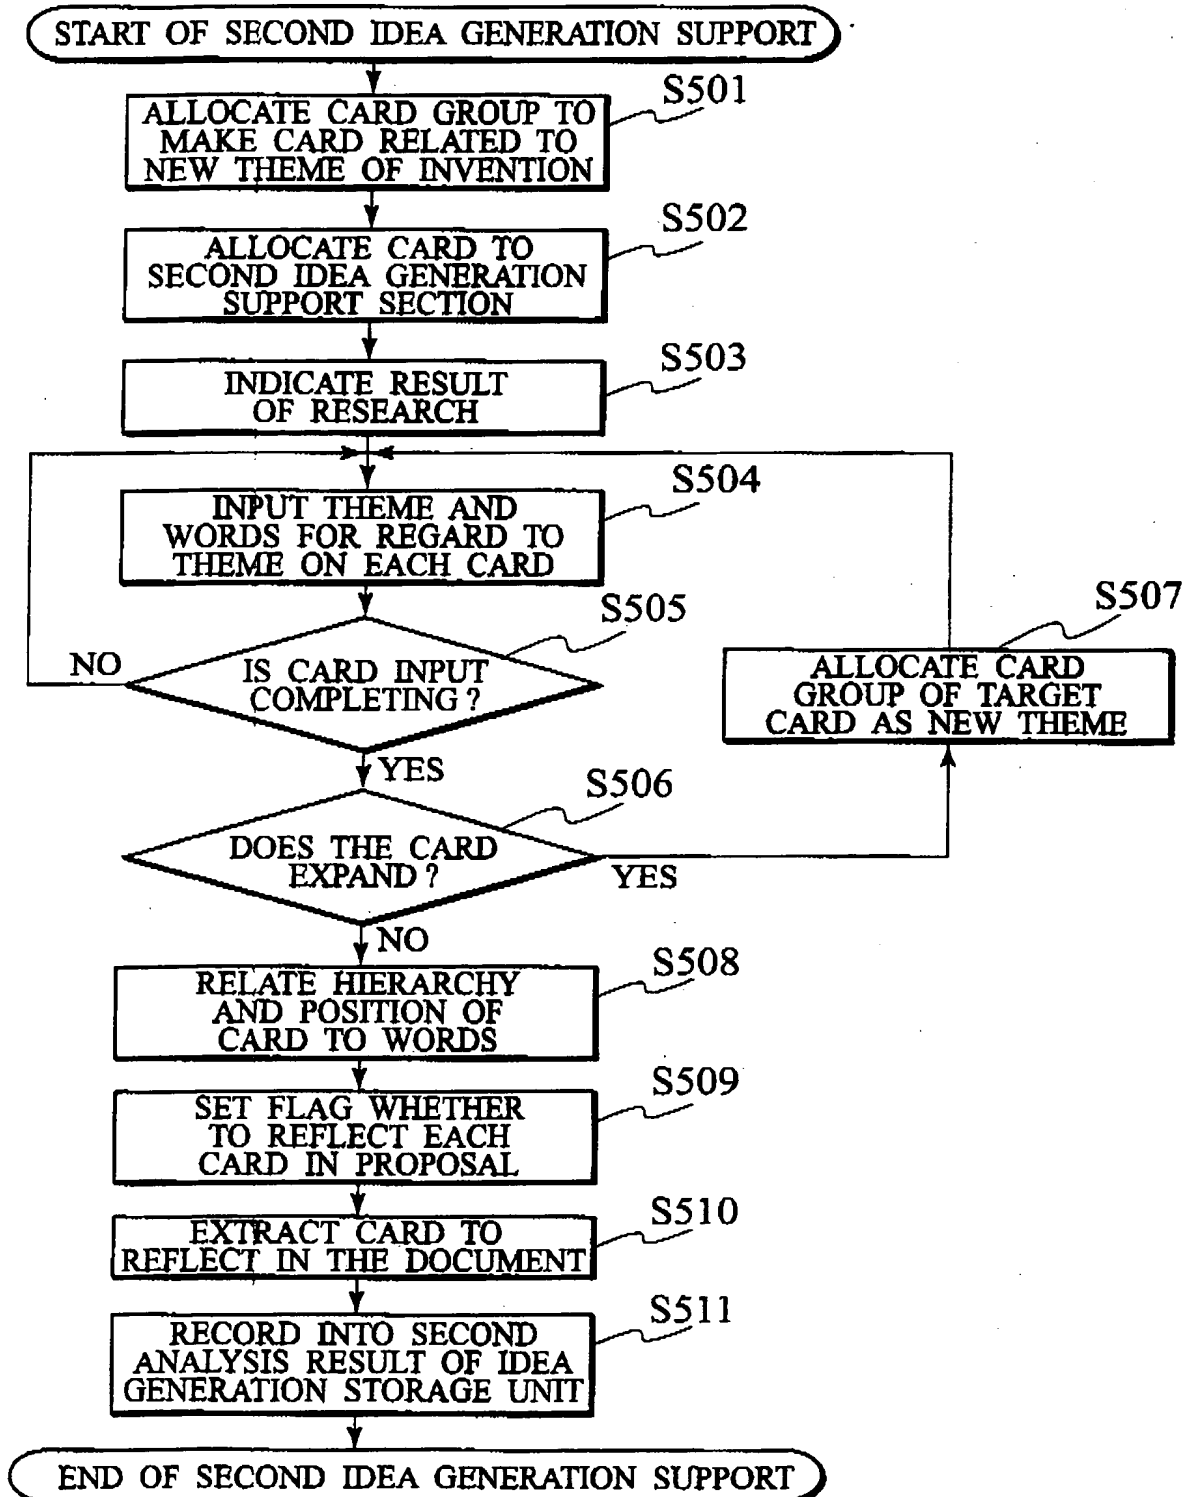 START OF SECOND IDEA GENERATION SUPPORT
S501
ALLOCATE CARD GROUP TO
MAKE CARD RELATED TO
NEW THEME OF INVENTION
S502
ALLOCATE CARD TO
SECOND IDEA GENERATION
SUPPORT SECTION
S503
INDICATE RESULT
OF RESEARCH
S504
INPUT THEME AND
WORDS FOR REGARD TO
THEME ON EACH CARD
S505
IS CARD INPUT
COMPLETING ?
NO
YES
S507
ALLOCATE CARD
GROUP OF TARGET
CARD AS NEW THEME
S506
DOES THE CARD
EXPAND ?
YES
NO
S508
RELATE HIERARCHY
AND POSITION OF
CARD TO WORDS
S509
SET FLAG WHETHER
TO REFLECT EACH
CARD IN PROPOSAL
S510
EXTRACT CARD TO
REFLECT IN THE DOCUMENT
S511
RECORD INTO SECOND
ANALYSIS RESULT OF IDEA
GENERATION STORAGE UNIT
END OF SECOND IDEA GENERATION SUPPORT